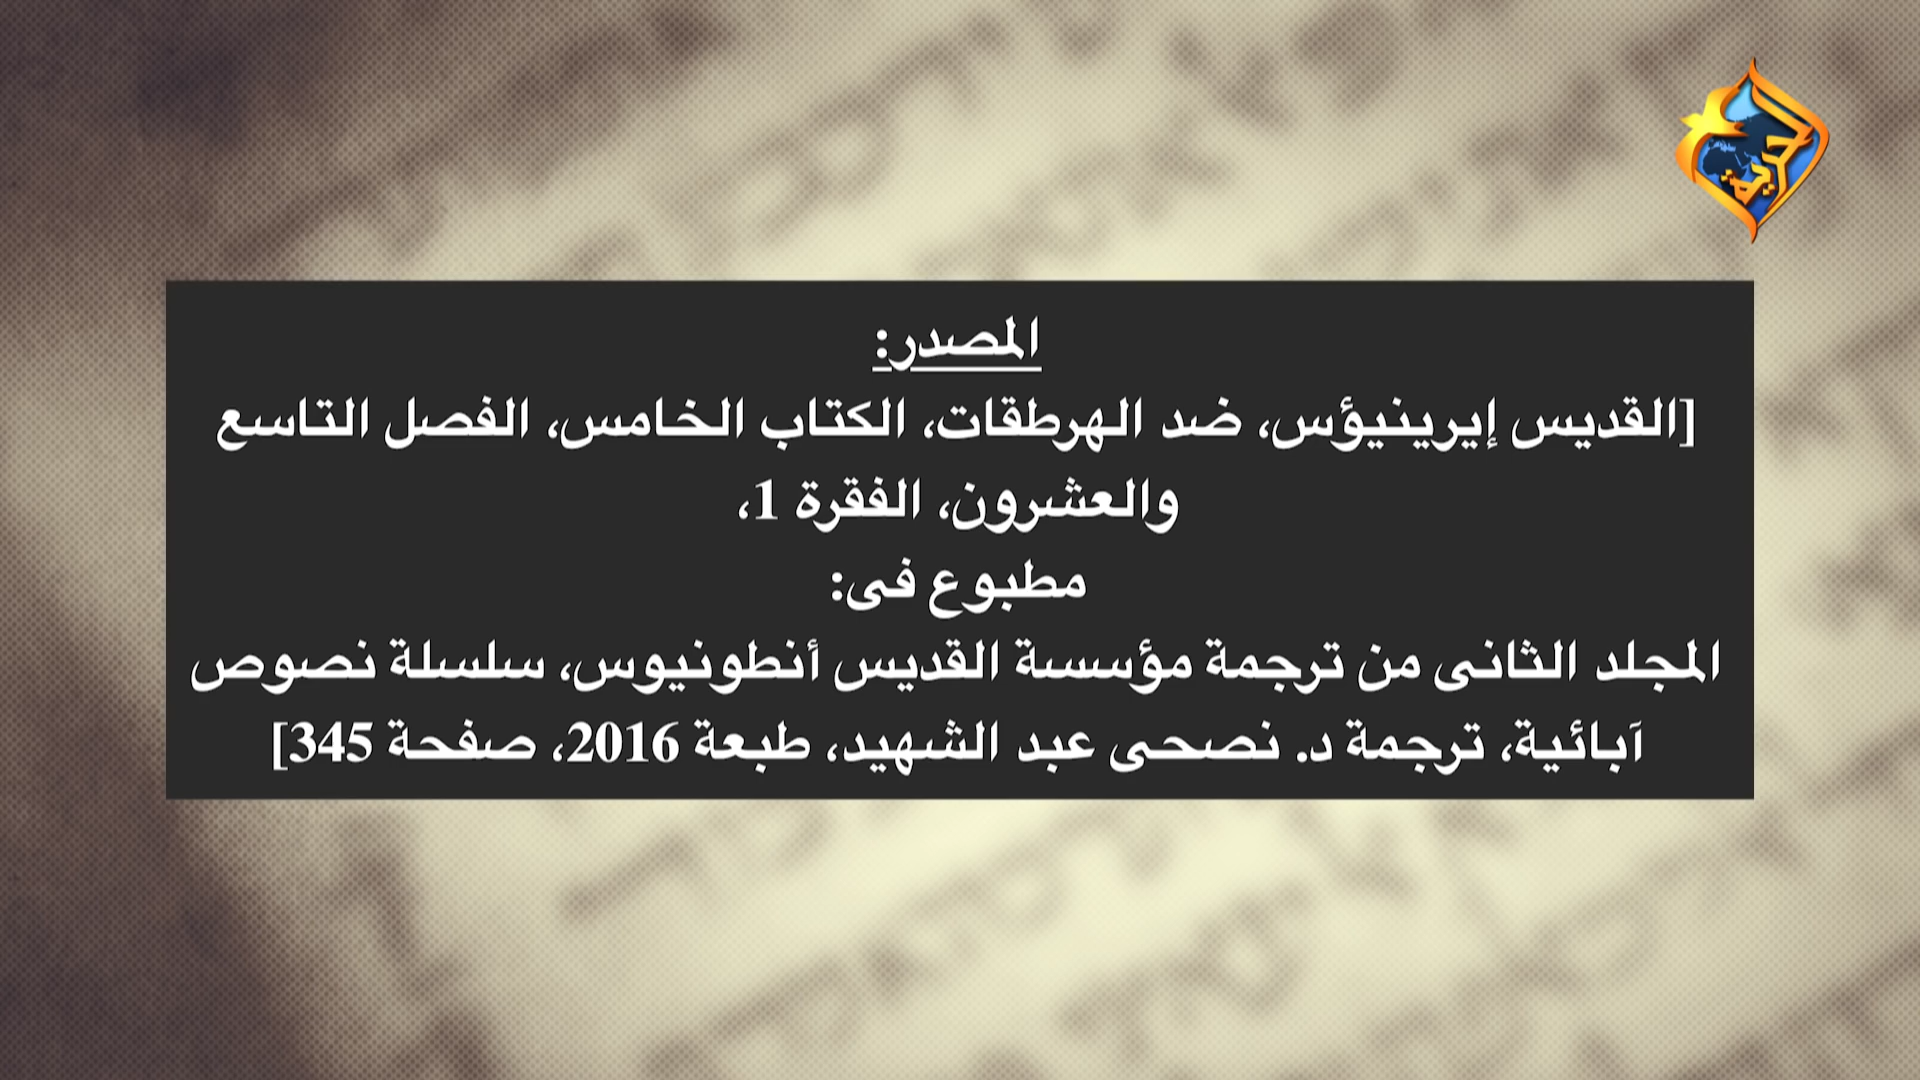 الحرية
المصدر:
[القديس إيرينيؤس، ضد الهرطقات، الكتاب الخامس، الفصل التاسع
والعشرون، الفقرة 1،
مطبوع فى:
المجلد الثانى من ترجمة مؤسسة القديس أنطونيوس، سلسلة نصوص
آبائية، ترجمة د. نصحى عبد الشهيد، طبعة 2016، صفحة 345]